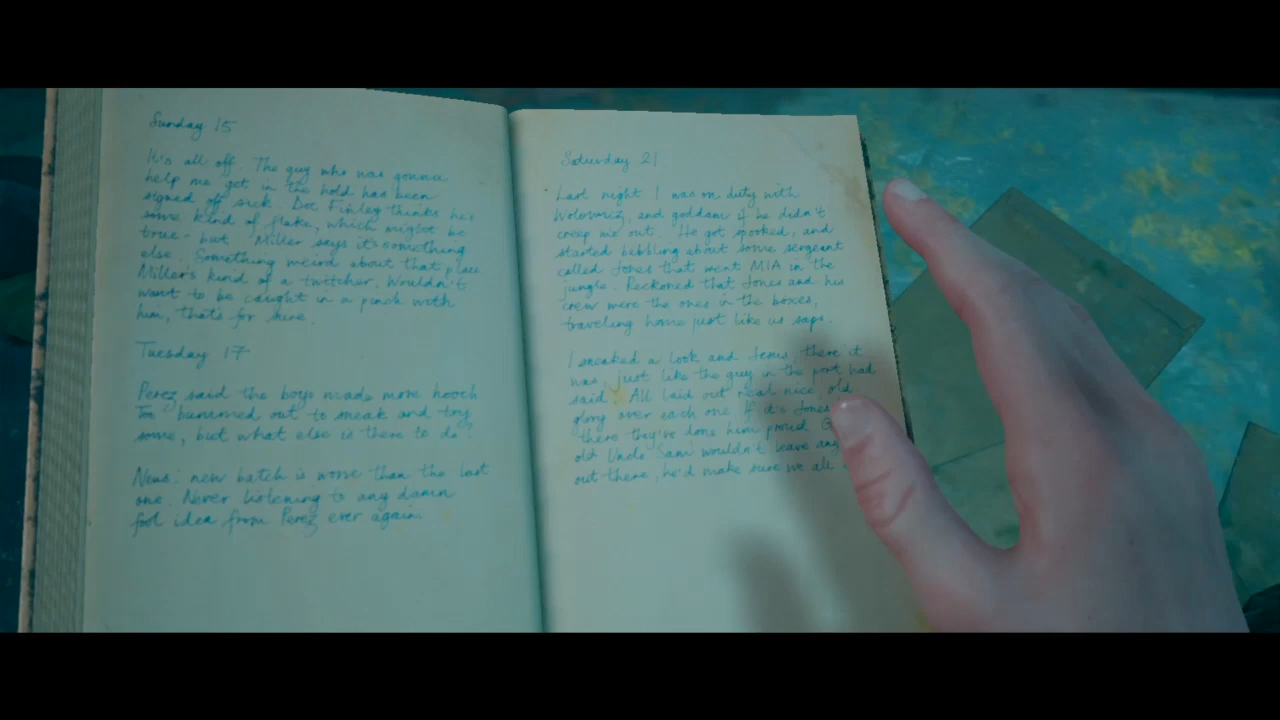 Sunday 15
It's all off. The guy who was gonna
help me get in the hold has been
signed off sick. Doc Finley thinks he's
some kind of flake, which might be
true - but Miller says it's something
else. Something weird about that place
Miller's kind of a twitcher. Wouldn't
want to be caught in a pinch with
him, that's for sure.
Tuesday 17
Perez said the boys made more hooch
Too bummed out to sneak and try
some, but what else is there to do?
News: new batch is worse than the last
one. Never listening to any damn
fool idea from Perez ever again.
Saturday 21
Last night I was on duty with
Wolowitz, and goddam if he didn't
creep me out. He got spooked, and
started babbling about some sergeant
called Jones that went MIA in the
jungle. Reckoned that Jones and his
crew were the ones in the boxes,
traveling home just like us saps.
I sneaked a look and Jesus, there it
was, just like the guy in the port had
said. All laid out real nice, old
glory over each one. If it's Jones
there they've done him proud. G
old Uncle Sam wouldn't leave any
out there, he'd make sure we all